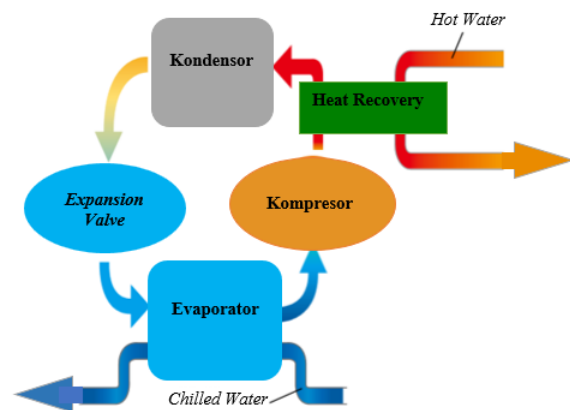 Hot Water
Kondensor
Heat Recovery
Expansion
Valve
Kompresor
Evaporator
Chilled Water